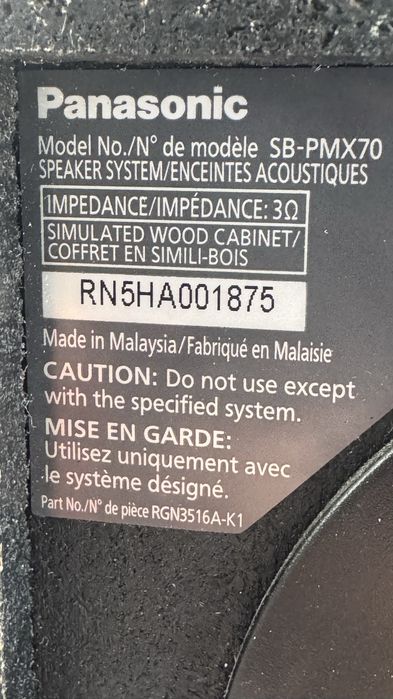 Panasonic
Model No./N° de modèle SB-PMX70
SPEAKER SYSTEM/ENCEINTES ACOUSTIQUES
IMPEDANCE/IMPÉDANCE: 3Ω
SIMULATED WOOD CABINET/
COFFRET EN SIMILI-BOIS
RN5HA001875
Made in Malaysia/Fabriqué en Malaisie
CAUTION: Do not use except
with the specified system.
MISE EN GARDE:
Utilisez uniquement avec
le système désigné.
Part No./N° de pièce RGN3516A-K1